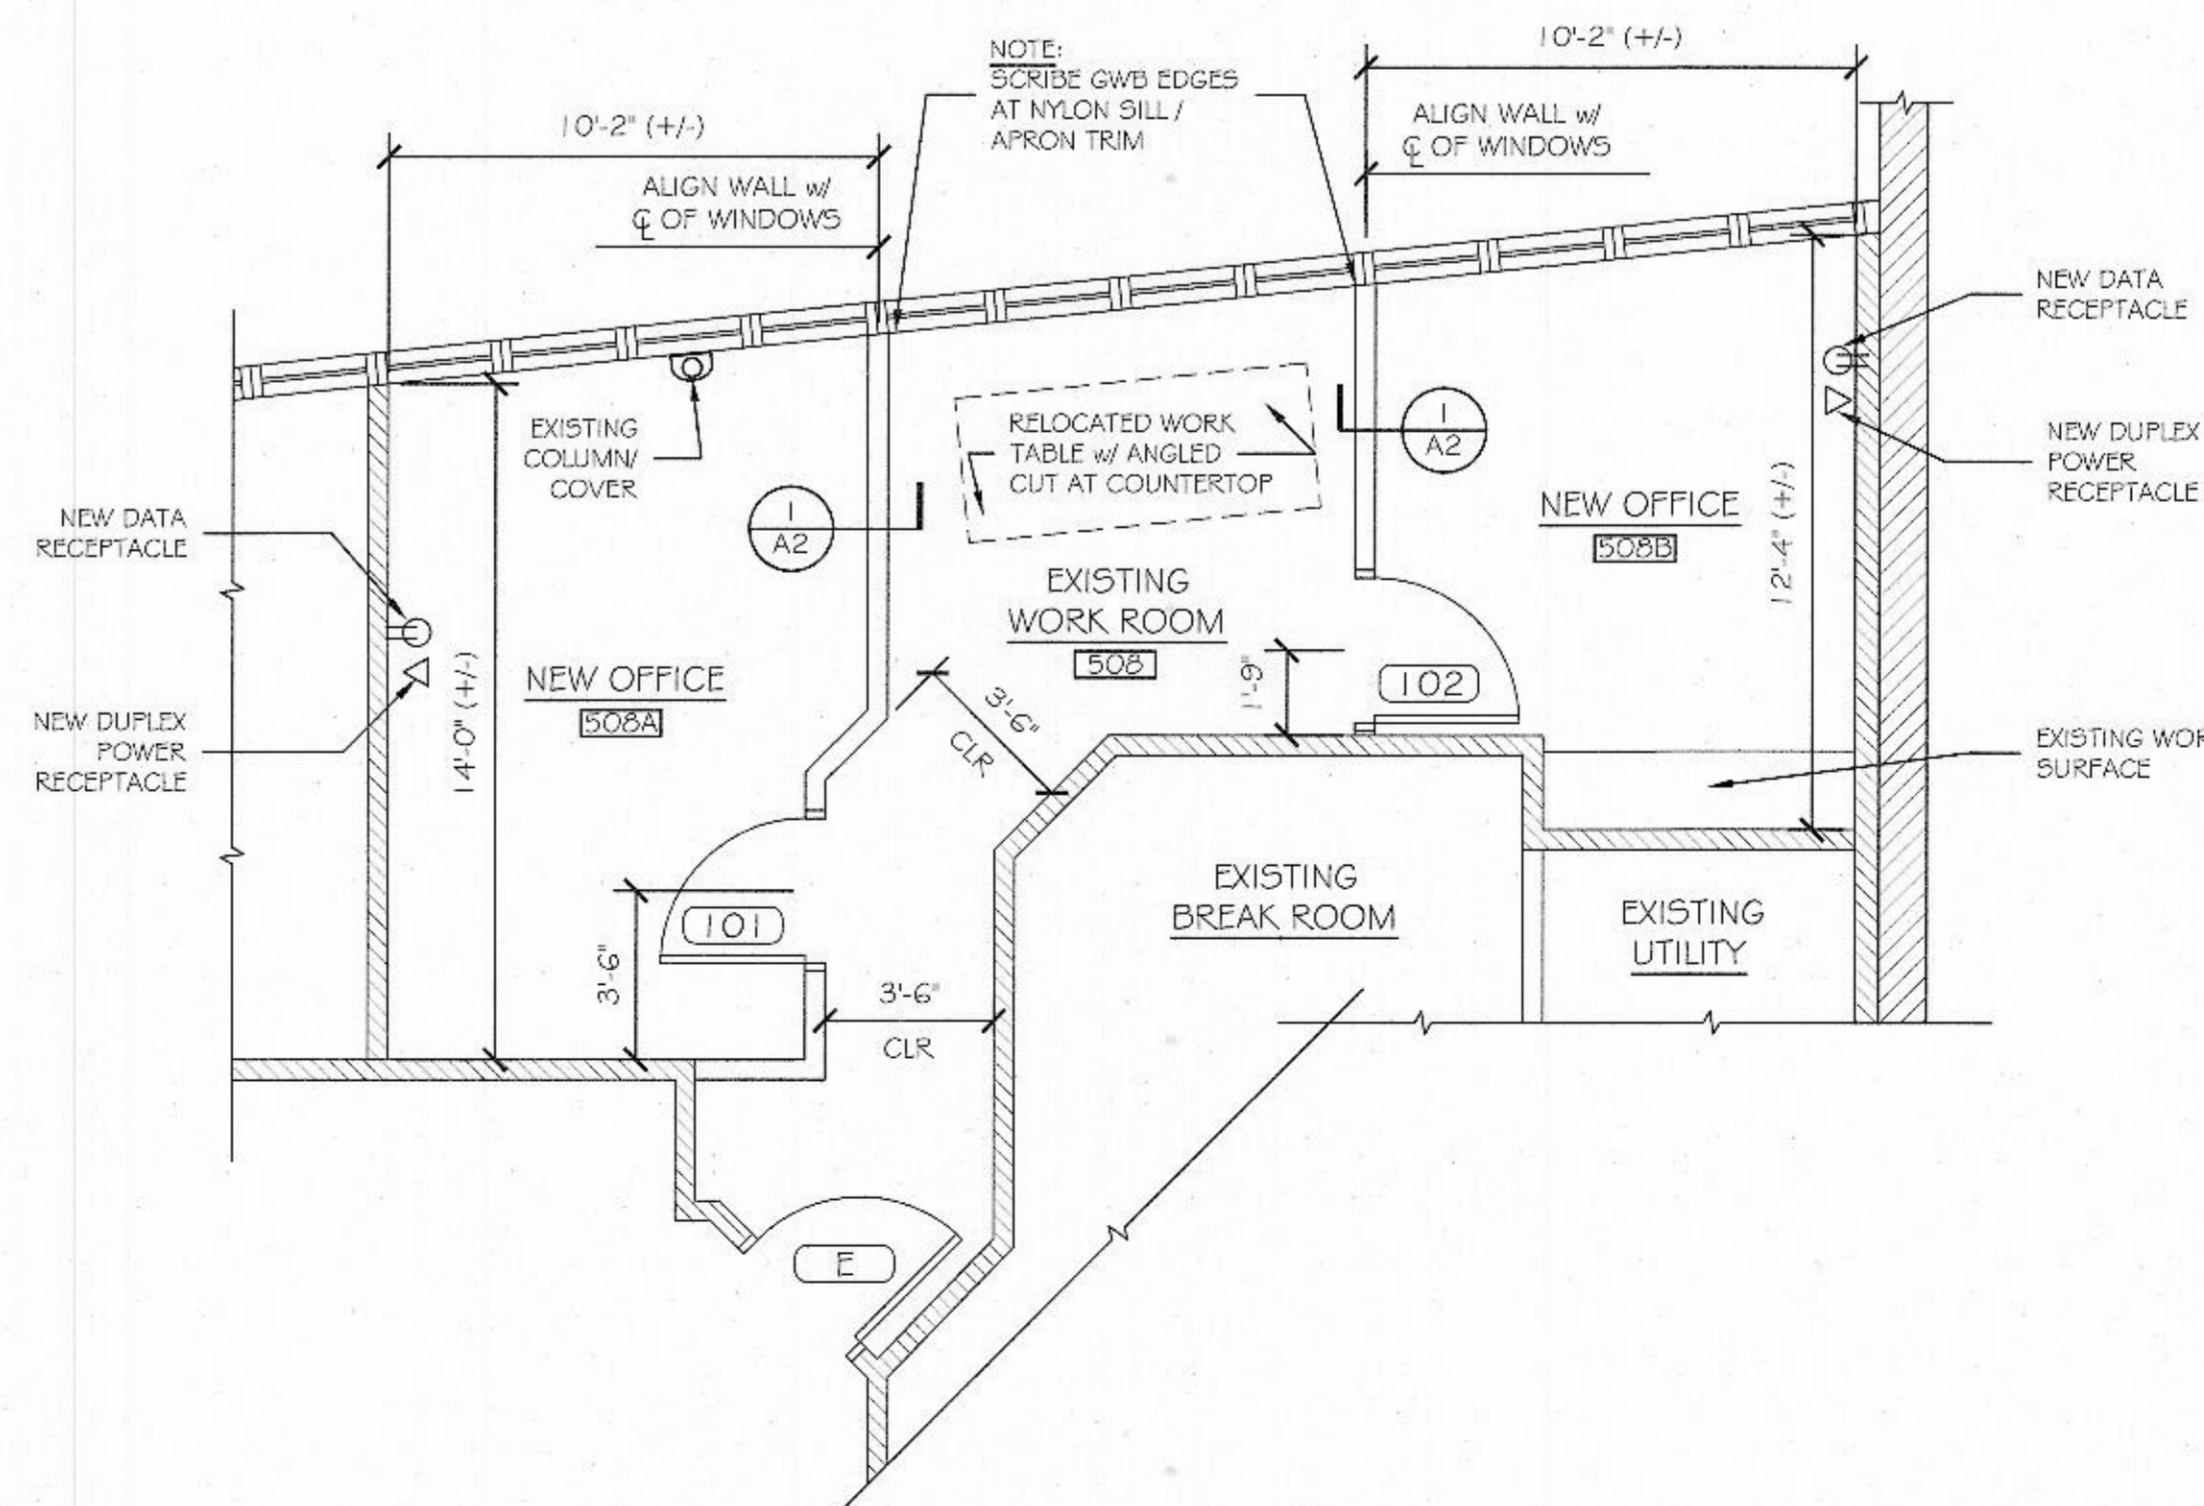 10'-2" (+/-)
NOTE:
SCRIBE GWB EDGES
AT NYLON SILL /
APRON TRIM
10'-2" (+/-)
ALIGN WALL w/
℄ OF WINDOWS
ALIGN WALL w/
℄ OF WINDOWS
NEW DATA
RECEPTACLE
EXISTING
COLUMN/
COVER
RELOCATED WORK
TABLE w/ ANGLED
CUT AT COUNTERTOP
1
A2
NEW DUPLEX
POWER
RECEPTACLE
NEW DATA
RECEPTACLE
1
A2
NEW OFFICE
508B
12'-4" (+/-)
EXISTING
WORK ROOM
508
NEW OFFICE
508A
14'-0" (+/-)
3'-6"
CLR
1'-9"
102
NEW DUPLEX
POWER
RECEPTACLE
EXISTING WOR
SURFACE
EXISTING
BREAK ROOM
EXISTING
UTILITY
101
3'-6"
3'-6"
CLR
E